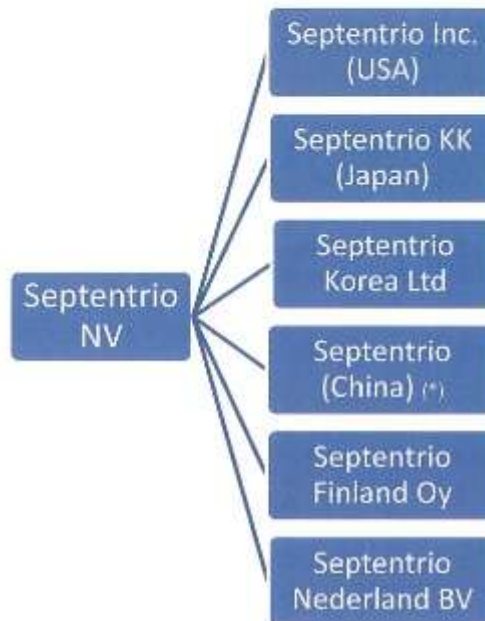 Septentrio Inc.
(USA)
Septentrio KK
(Japan)
Septentrio
Korea Ltd
Septentrio
NV
Septentrio
(China) (*)
Septentrio
Finland Oy
Septentrio
Nederland BV